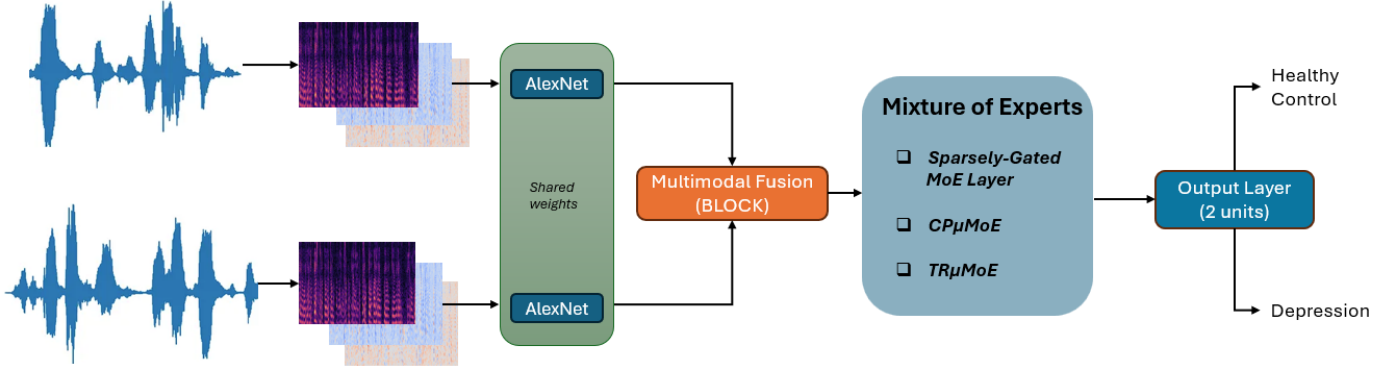 AlexNet
Shared
weights
AlexNet
Multimodal Fusion
(BLOCK)
Mixture of Experts
Sparsely-Gated
MoE Layer
CPμMoE
TRμMoE
Output Layer
(2 units)
Healthy
Control
Depression